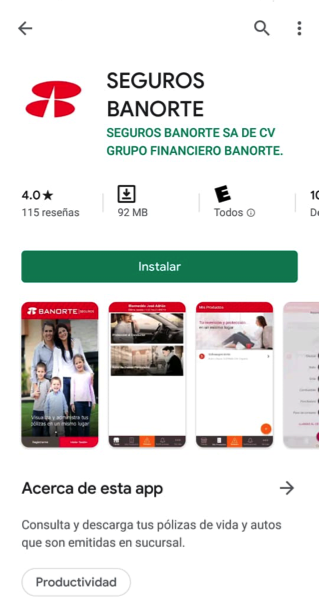 SEGUROS
BANORTE
SEGUROS BANORTE SA DE CV
GRUPO FINANCIERO BANORTE.
4.0★
115 reseñas
92 MB
E
Todos
10
De
Instalar
BANORTE SEGUROS
Visualiza y administra tus
pólizas en un mismo lugar
Bienvenido José Adrián
Mis Productos
Tu inversión y protección
en un mismo lugar
Acerca de esta app
Consulta y descarga tus pólizas de vida y autos
que son emitidas en sucursal.
Productividad